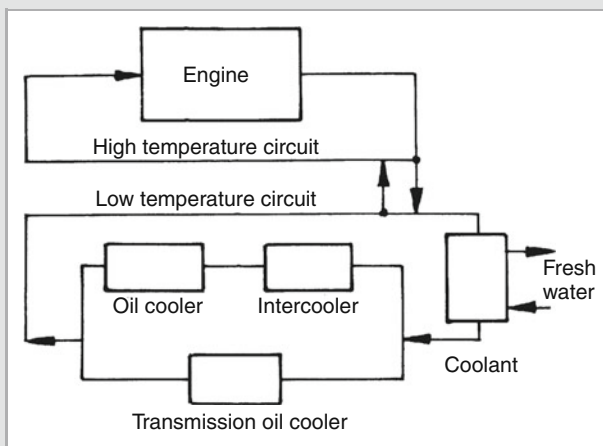 Engine
High temperature circuit
Low temperature circuit
Oil cooler
Intercooler
Fresh
water
Coolant
Transmission oil cooler